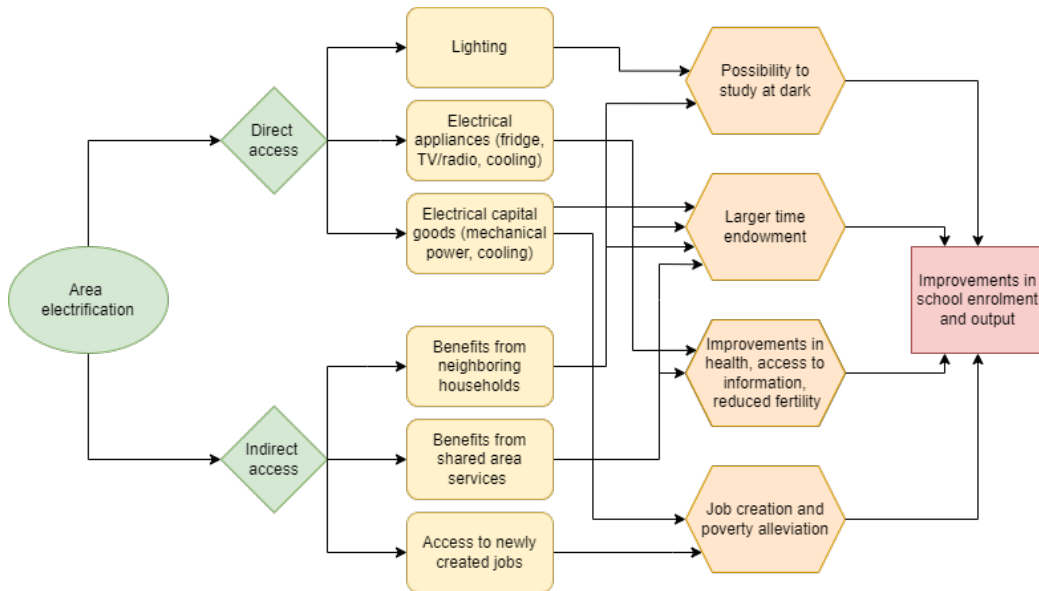 Lighting
Possibility to
study at dark
Direct
access
Electrical
appliances (fridge,
TV/radio, cooling)
Electrical capital
goods (mechanical
power, cooling)
Larger time
endowment
Area
electrification
Improvements in
school enrolment
and output
Benefits from
neighboring
households
Improvements in
health, access to
information,
reduced fertility
Indirect
access
Benefits from
shared area
services
Job creation and
poverty alleviation
Access to newly
created jobs